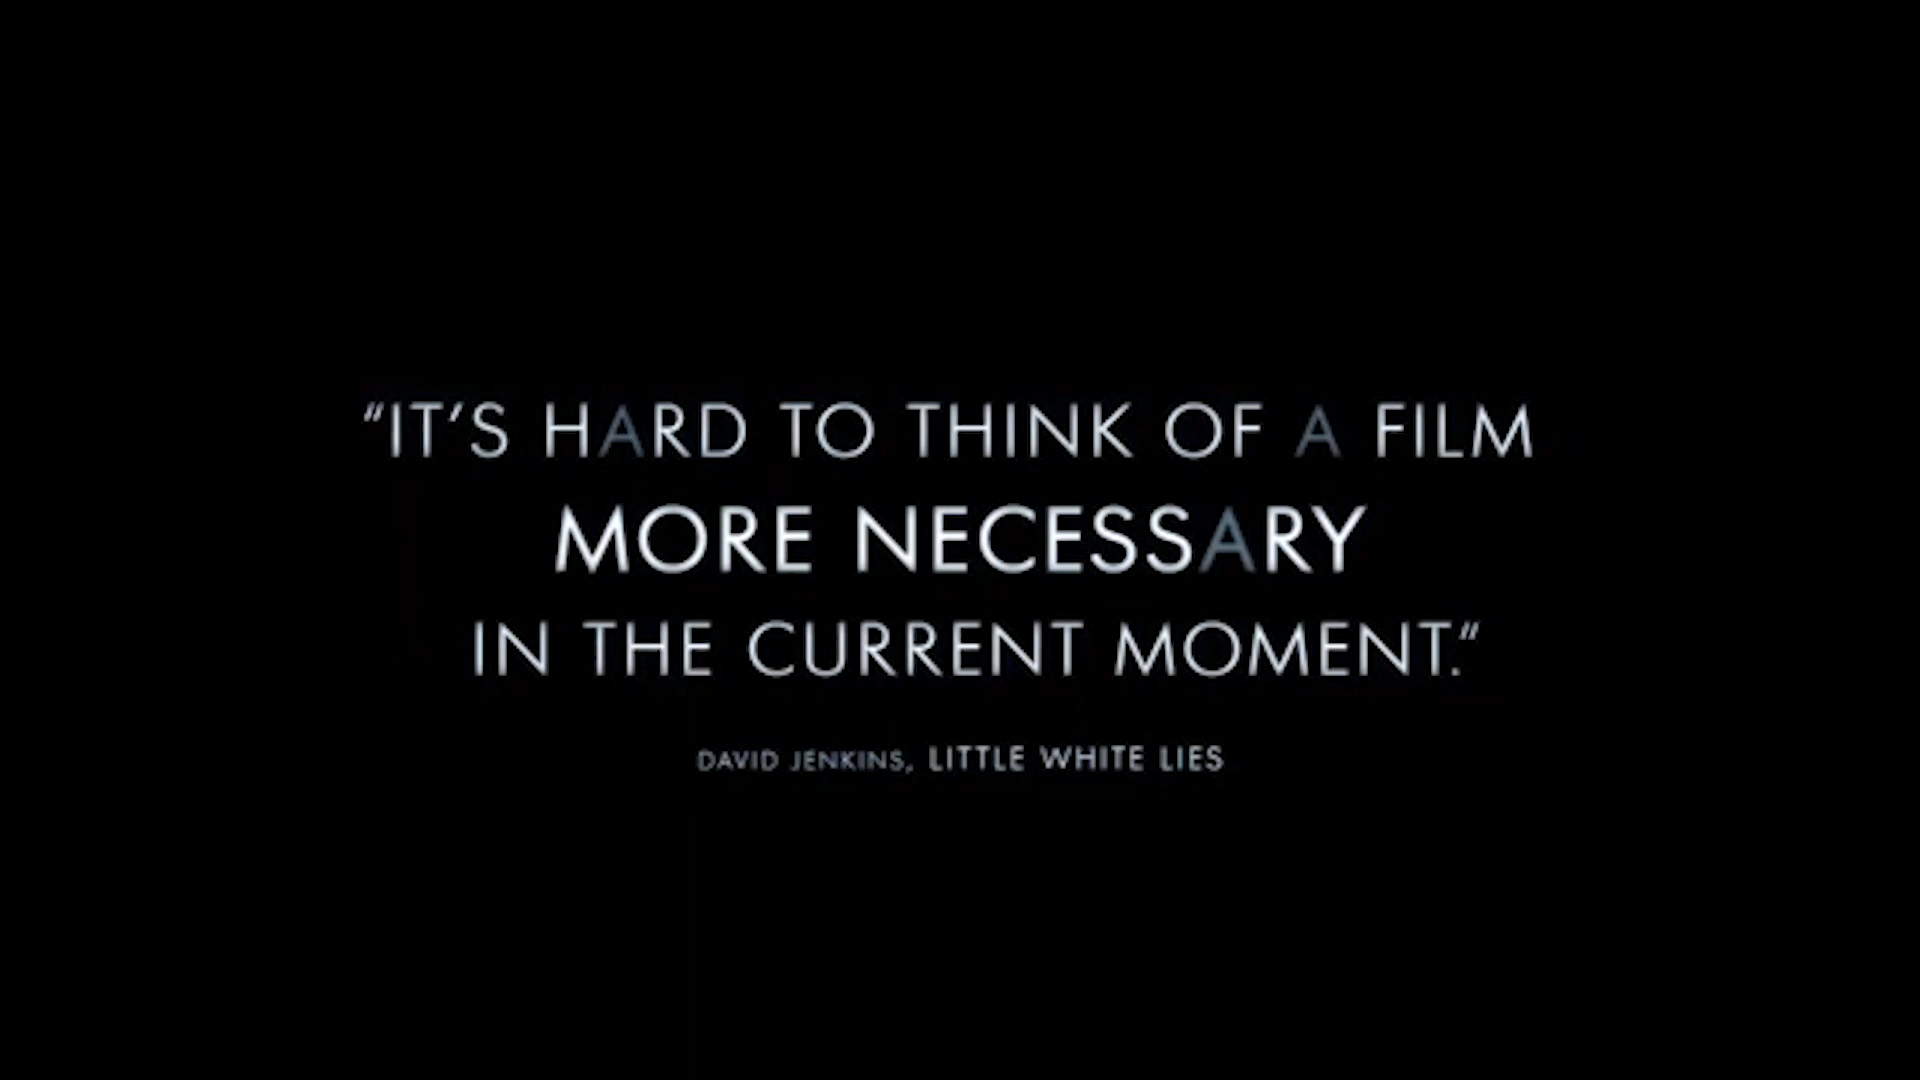 “IT’S HARD TO THINK OF A FILM
MORE NECESSARY
IN THE CURRENT MOMENT.“
DAVID JENKINS, LITTLE WHITE LIES